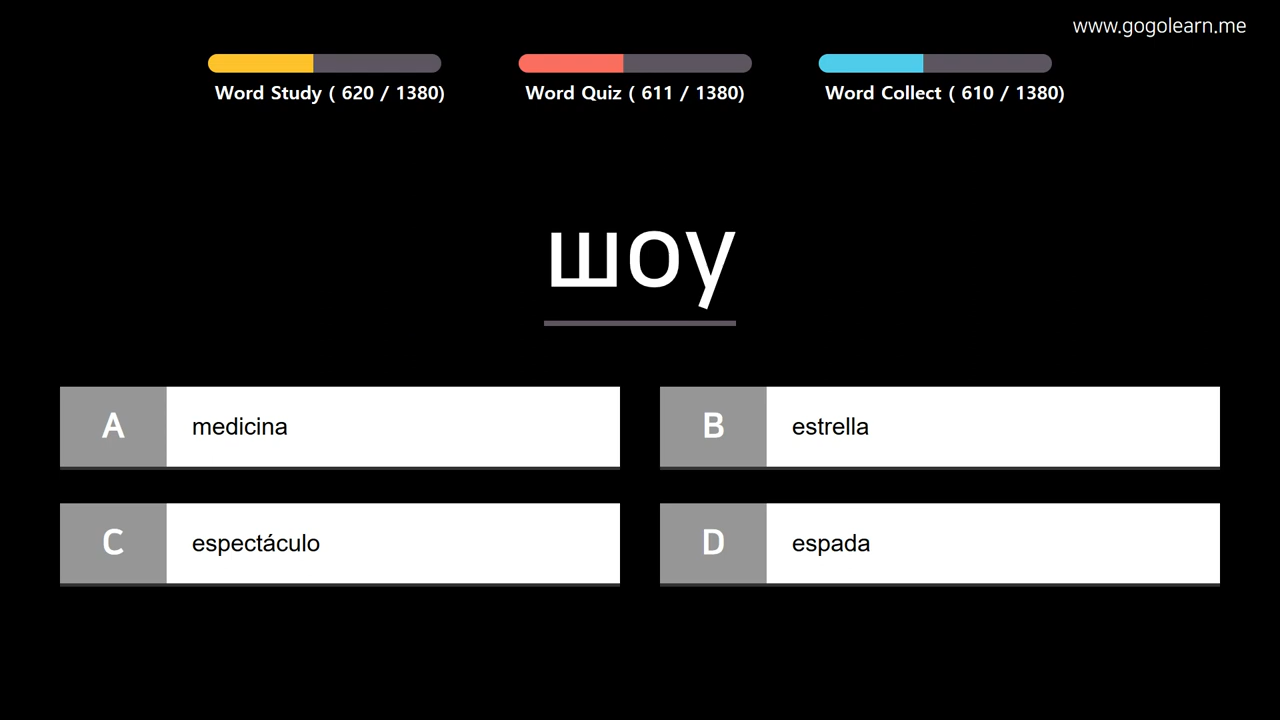 www.gogolearn.me
Word Study ( 620 / 1380)
Word Quiz ( 611 / 1380)
Word Collect ( 610 / 1380)
шоу
A medicina
B estrella
C espectáculo
D espada